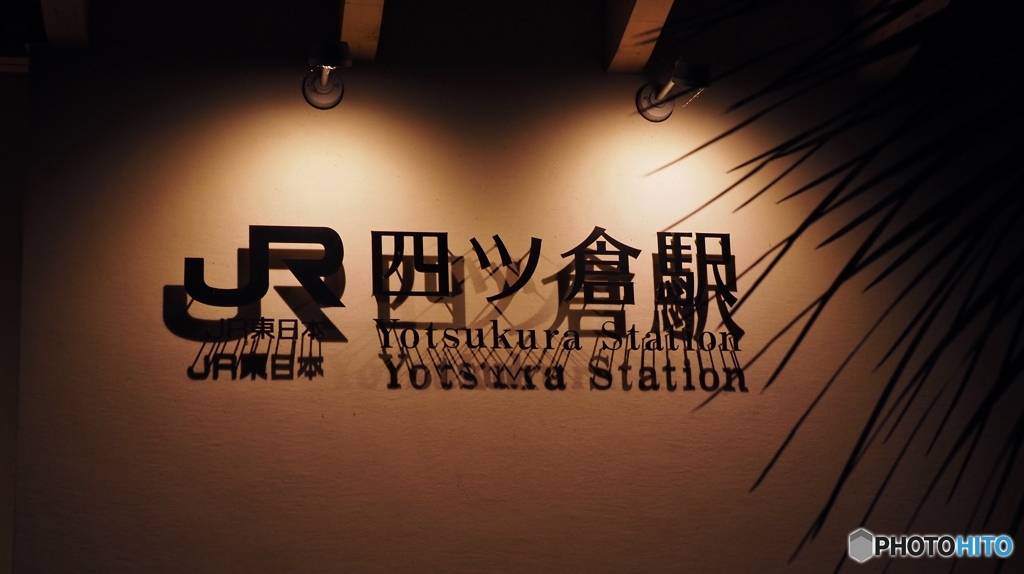 JR 四ツ倉駅
JR東日本 Yotsukura Station
PHOTOHITO